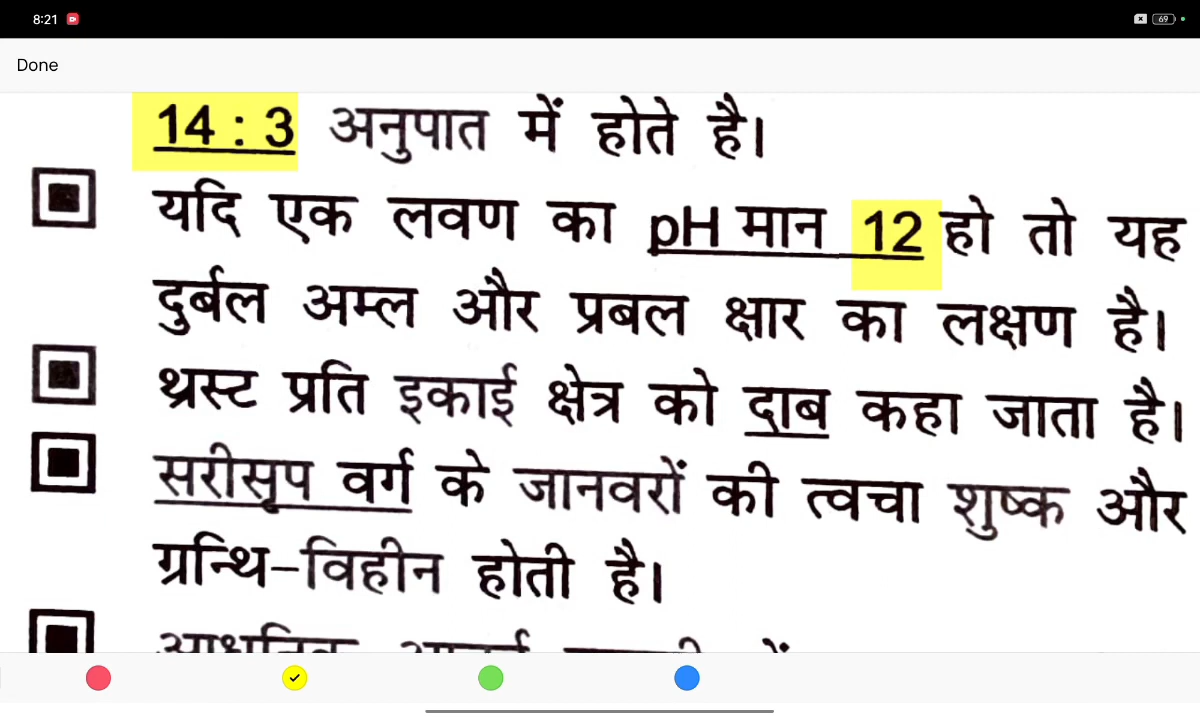 8:21
69
Done
14 : 3 अनुपात में होते है।
यदि एक लवण का pH मान 12 हो तो यह
दुर्बल अम्ल और प्रबल क्षार का लक्षण है।
थ्रस्ट प्रति इकाई क्षेत्र को दाब कहा जाता है।
सरीसृप वर्ग के जानवरों की त्वचा शुष्क और
ग्रन्थि-विहीन होती है।
में